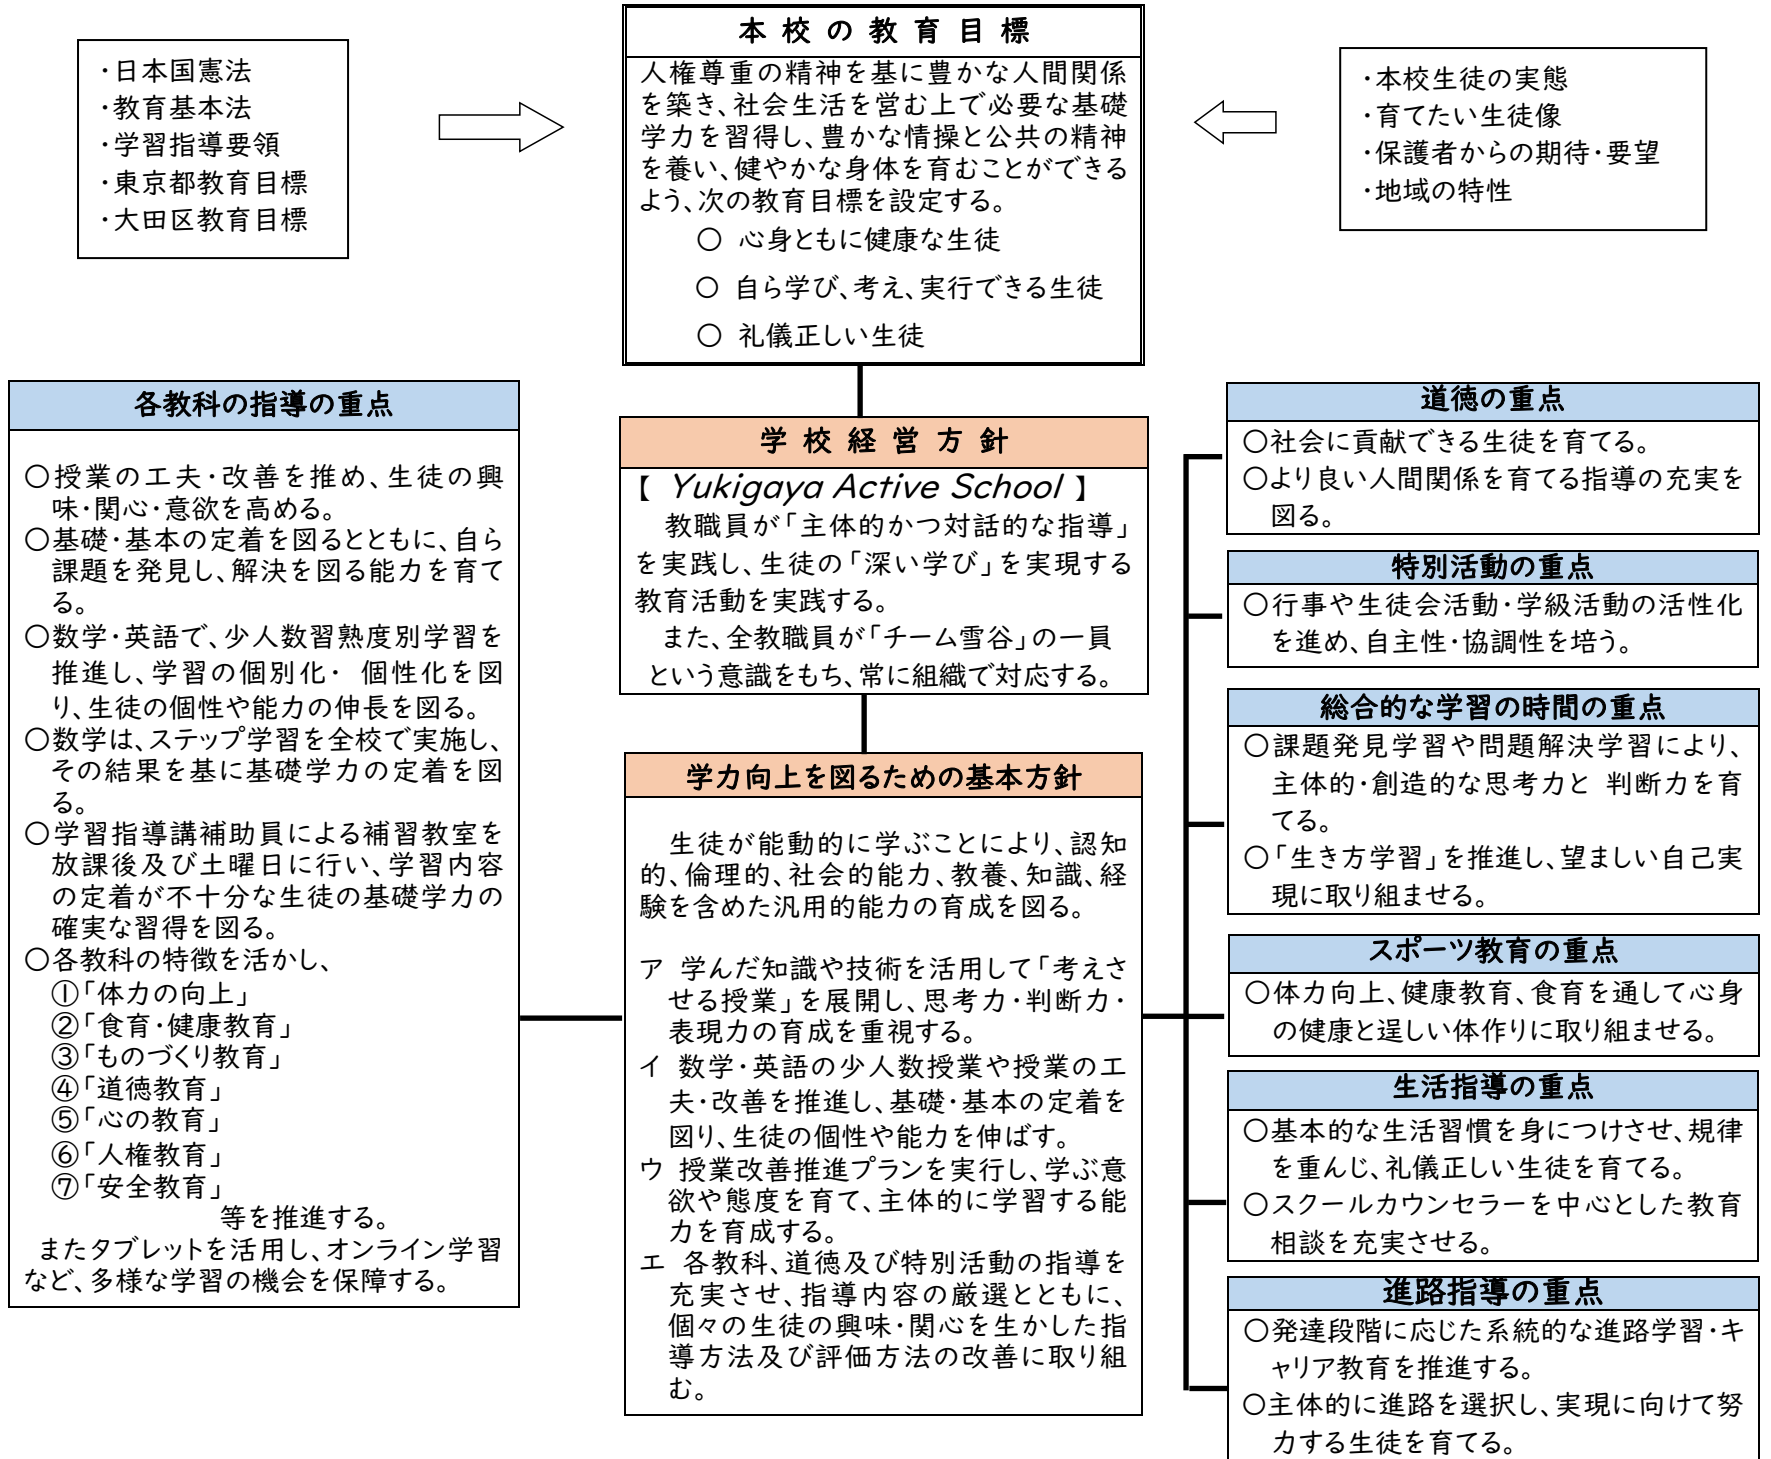 ・日本国憲法
・教育基本法
・学習指導要領
・東京都教育目標
・大田区教育目標
本校の教育目標
人権尊重の精神を基に豊かな人間関係
を築き、社会生活を営む上で必要な基礎
学力を習得し、豊かな情操と公共の精神
を養い、健やかな身体を育むことができる
よう、次の教育目標を設定する。
〇 心身ともに健康な生徒
〇 自ら学び、考え、実行できる生徒
〇 礼儀正しい生徒
・本校生徒の実態
・育てたい生徒像
・保護者からの期待・要望
・地域の特性
各教科の指導の重点
〇授業の工夫・改善を推め、生徒の興
味・関心・意欲を高める。
〇基礎・基本の定着を図るとともに、自ら
課題を発見し、解決を図る能力を育て
る。
〇数学・英語で、少人数習熟度別学習を
推進し、学習の個別化・ 個性化を図
り、生徒の個性や能力の伸長を図る。
〇数学は、ステップ学習を全校で実施し、
その結果を基に基礎学力の定着を図
る。
〇学習指導講補助員による補習教室を
放課後及び土曜日に行い、学習内容
の定着が不十分な生徒の基礎学力の
確実な習得を図る。
〇各教科の特徴を活かし、
①「体力の向上」
②「食育・健康教育」
③「ものづくり教育」
④「道徳教育」
⑤「心の教育」
⑥「人権教育」
⑦「安全教育」
等を推進する。
またタブレットを活用し、オンライン学習
など、多様な学習の機会を保障する。
学校経営方針
【 Yukigaya Active School 】
教職員が「主体的かつ対話的な指導」
を実践し、生徒の「深い学び」を実現する
教育活動を実践する。
また、全教職員が「チーム雪谷」の一員
という意識をもち、常に組織で対応する。
学力向上を図るための基本方針
生徒が能動的に学ぶことにより、認知
的、倫理的、社会的能力、教養、知識、経
験を含めた汎用的能力の育成を図る。
ア 学んだ知識や技術を活用して「考えさ
せる授業」を展開し、思考力・判断力・
表現力の育成を重視する。
イ 数学・英語の少人数授業や授業の工
夫・改善を推進し、基礎・基本の定着を
図り、生徒の個性や能力を伸ばす。
ウ 授業改善推進プランを実行し、学ぶ意
欲や態度を育て、主体的に学習する能
力を育成する。
エ 各教科、道徳及び特別活動の指導を
充実させ、指導内容の厳選とともに、
個々の生徒の興味・関心を生かした指
導方法及び評価方法の改善に取り組
む。
道徳の重点
〇社会に貢献できる生徒を育てる。
〇より良い人間関係を育てる指導の充実を
図る。
特別活動の重点
〇行事や生徒会活動・学級活動の活性化
を進め、自主性・協調性を培う。
総合的な学習の時間の重点
〇課題発見学習や問題解決学習により、
主体的・創造的な思考力と 判断力を育
てる。
〇「生き方学習」を推進し、望ましい自己実
現に取り組ませる。
スポーツ教育の重点
〇体力向上、健康教育、食育を通して心身
の健康と逞しい体作りに取り組ませる。
生活指導の重点
〇基本的な生活習慣を身につけさせ、規律
を重んじ、礼儀正しい生徒を育てる。
〇スクールカウンセラーを中心とした教育
相談を充実させる。
進路指導の重点
〇発達段階に応じた系統的な進路学習・キ
ャリア教育を推進する。
〇主体的に進路を選択し、実現に向けて努
力する生徒を育てる。